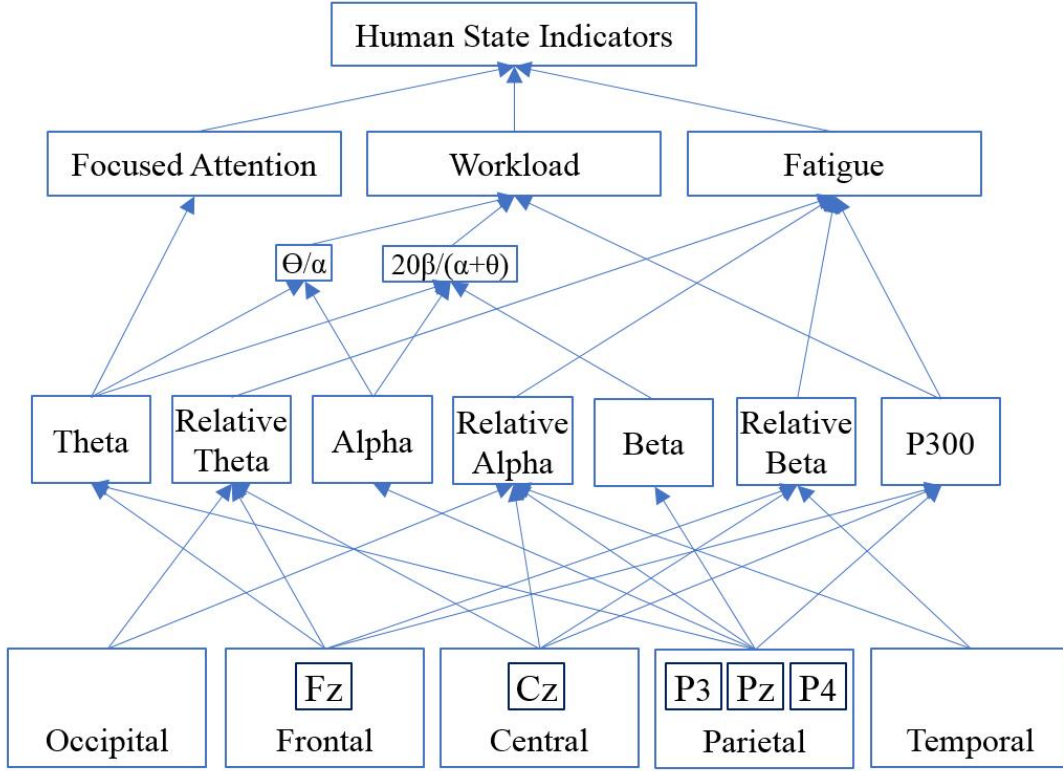 Human State Indicators
Focused Attention
Workload
Fatigue
Θ/α
20β/(α+θ)
Theta
Relative
Theta
Alpha
Relative
Alpha
Beta
Relative
Beta
P300
Occipital
Fz
Frontal
Cz
Central
P3 Pz P4
Parietal
Temporal